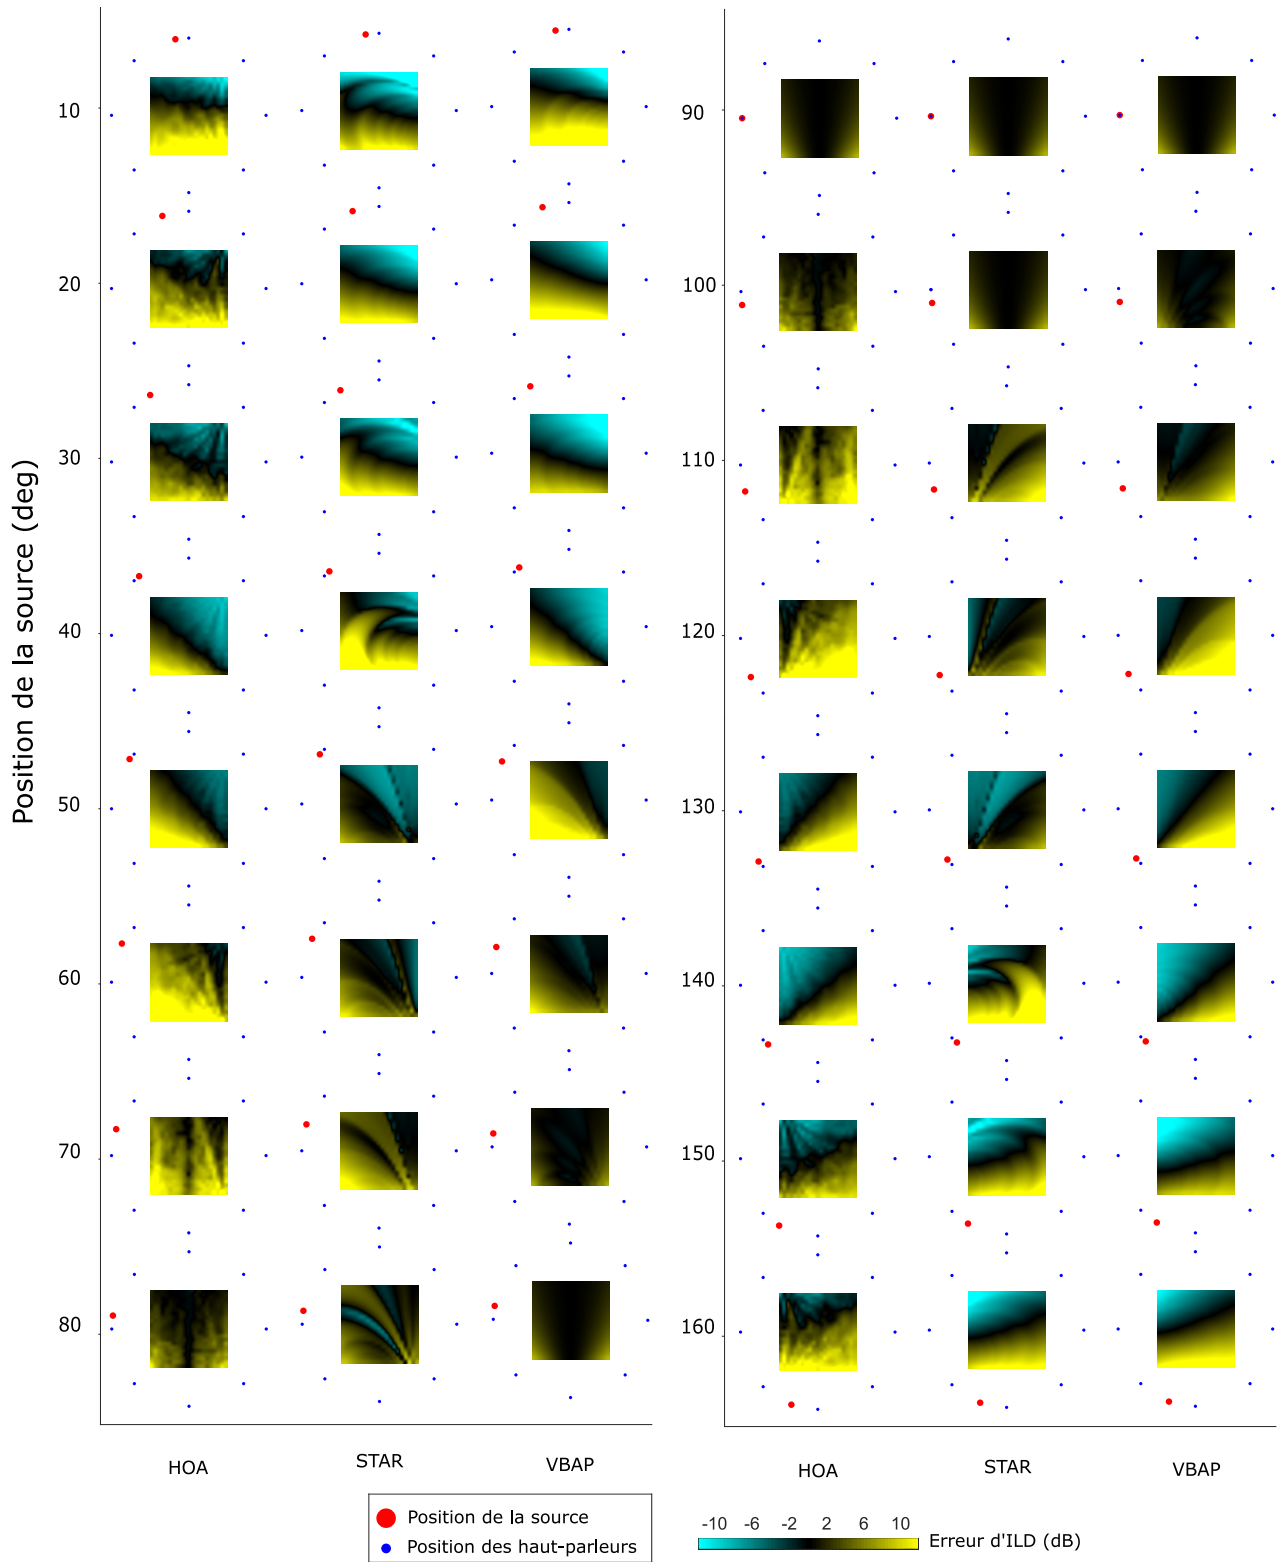 Position de la source (deg)
10
20
30
40
50
60
70
80
90
100
110
120
130
140
150
160
HOA
STAR
VBAP
HOA
STAR
VBAP
Position de la source
Position des haut-parleurs
-10 -6 -2 2 6 10
Erreur d'ILD (dB)